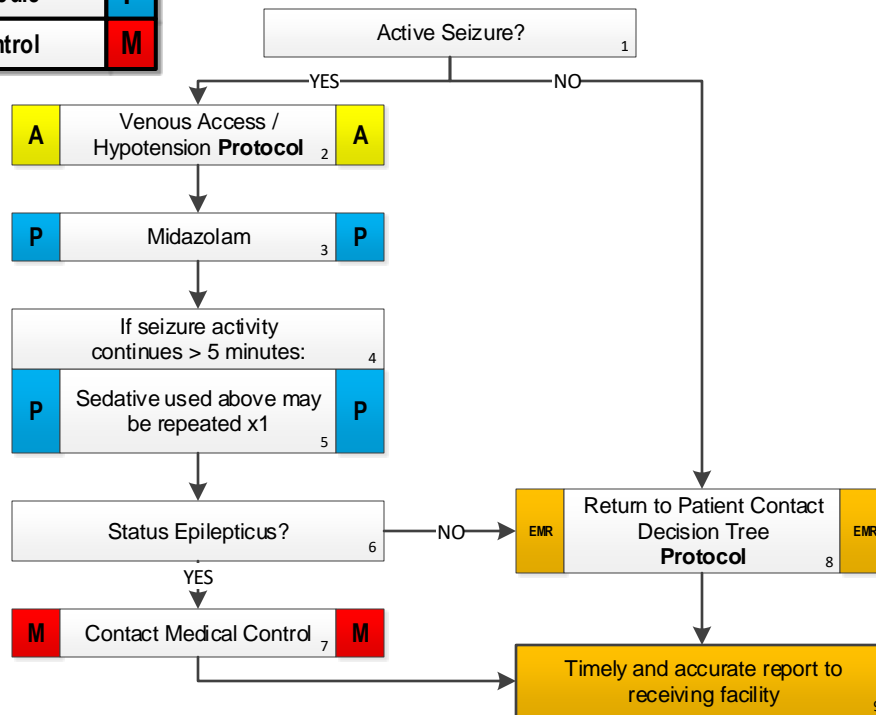 P
ntrol M
Active Seizure?
1
YES
NO
A
Venous Access /
Hypotension Protocol
2
A
P
Midazolam
3
P
If seizure activity
continues > 5 minutes:
4
P
Sedative used above may
be repeated x1
5
P
Status Epilepticus?
6
NO
EMR
Return to Patient Contact
Decision Tree
Protocol
8
EMR
YES
M
Contact Medical Control
7
M
Timely and accurate report to
receiving facility
9